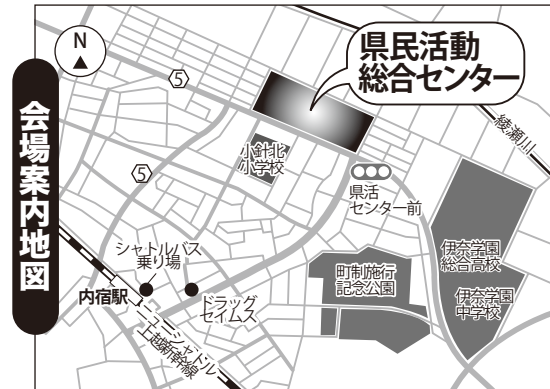 会場案内地図
N
県民活動
総合センター
5
5
綾瀬川
小針北
小学校
県活
センター前
シャトルバス
乗り場
内宿駅
ドラッグ
セイムス
ニューシャトル
上越新幹線
町制施行
記念公園
伊奈学園
総合高校
伊奈学園
中学校